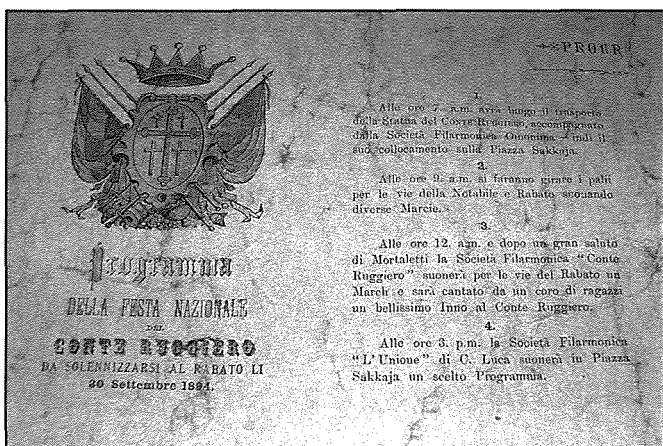 Programma
DELLA FESTA NAZIONALE
DEL
CONTE RUGGIERO
DA SOLENNIZZARSI AL RABATO LI
30 Settembre 1894.
PROGR
1.
Alle ore 7. a.m. avrà luogo il trasporto
della Statua del CONTE RUGGIERO, accompagnato
dalla Società Filarmonica Omonima indi il
suo collocamento sulla Piazza Sakkaja.
2.
Alle ore 9. a.m. si faranno girare i palii
per le vie della Notabile e Rabato suonando
diverse Marcie.
3.
Alle ore 12. e dopo un gran saluto
di Mortaletti la Società Filarmonica "Conte
Ruggiero" suonerà per le vie del Rabato un
March e sarà cantato da un coro di ragazzi
un bellissimo Inno al Conte Ruggiero.
4.
Alle ore 3. p.m. la Società Filarmonica
"L'Unione" di C. Luca suonerà in Piazza
Sakkaja un scelto Programma.